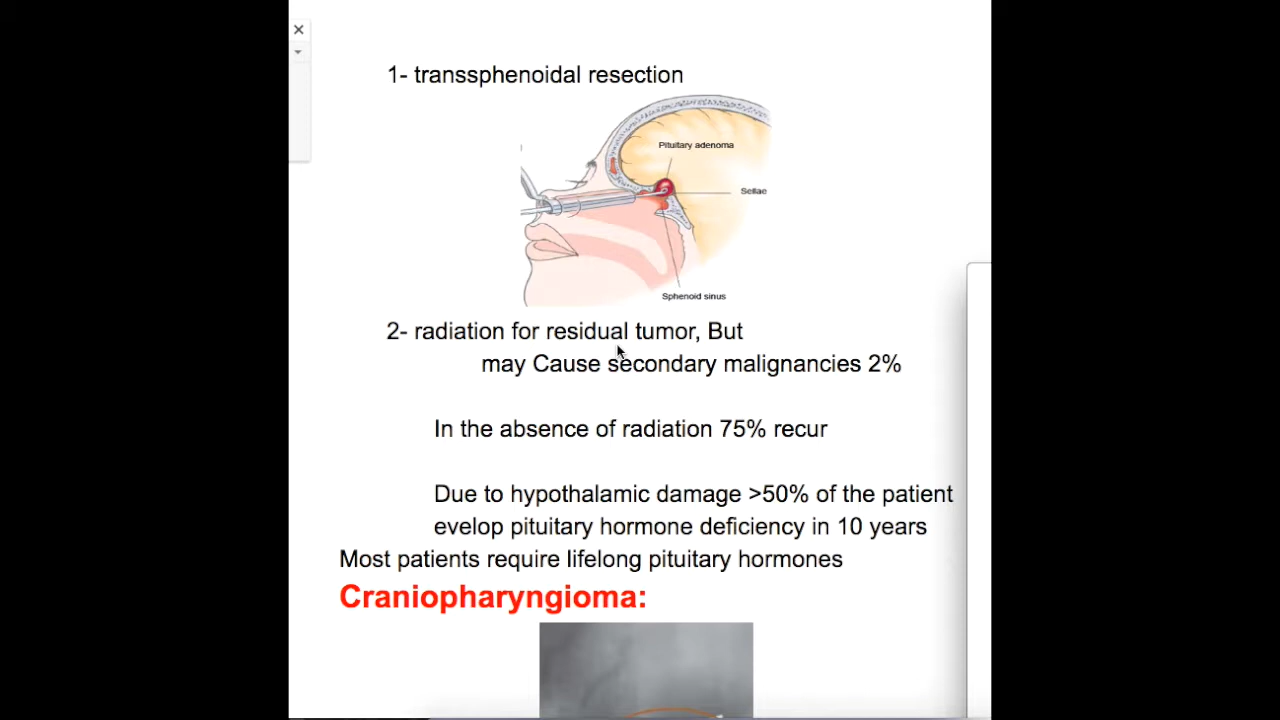 1- transsphenoidal resection
Pituitary adenoma
Sellae
Sphenoid sinus
2- radiation for residual tumor, But
may Cause secondary malignancies 2%
In the absence of radiation 75% recur
Due to hypothalamic damage >50% of the patient
evelop pituitary hormone deficiency in 10 years
Most patients require lifelong pituitary hormones
Craniopharyngioma: